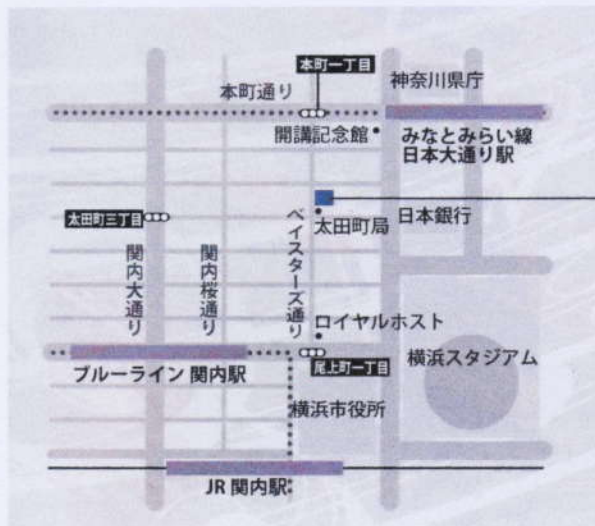 本町一丁目
神奈川県庁
本町通り
開講記念館
みなとみらい線
日本大通り駅
太田町三丁目
太田町局
日本銀行
ベイスターズ通り
関内大通り
関内桜通り
ロイヤルホスト
ブルーライン 関内駅
尾上町一丁目
横浜スタジアム
横浜市役所
JR 関内駅